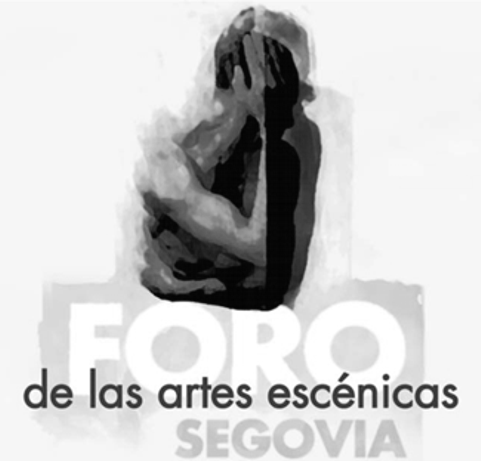 FORO
de las artes escénicas
SEGOVIA